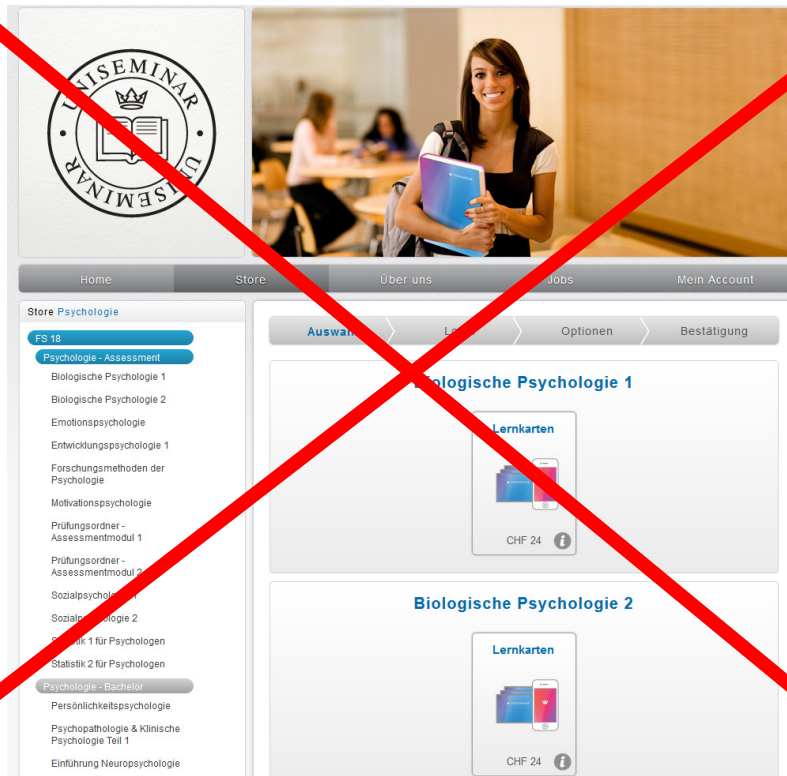 UNISEMINAR
UNISEMINAR
Home
Store
Über uns
Jobs
Mein Account
Store Psychologie
FS 18
Psychologie - Assessment
Biologische Psychologie 1
Biologische Psychologie 2
Emotionspsychologie
Entwicklungspsychologie 1
Forschungsmethoden der
Psychologie
Motivationspsychologie
Prüfungsordner -
Assessmentmodul 1
Prüfungsordner -
Assessmentmodul 2
Sozialpsychologie 1
Sozialpsychologie 2
Statistik 1 für Psychologen
Statistik 2 für Psychologen
Psychologie - Bachelor
Persönlichkeitspsychologie
Psychopathologie & Klinische
Psychologie Teil 1
Einführung Neuropsychologie
Auswahl
Optionen
Bestätigung
Biologische Psychologie 1
Lernkarten
CHF 24
Biologische Psychologie 2
Lernkarten
CHF 24